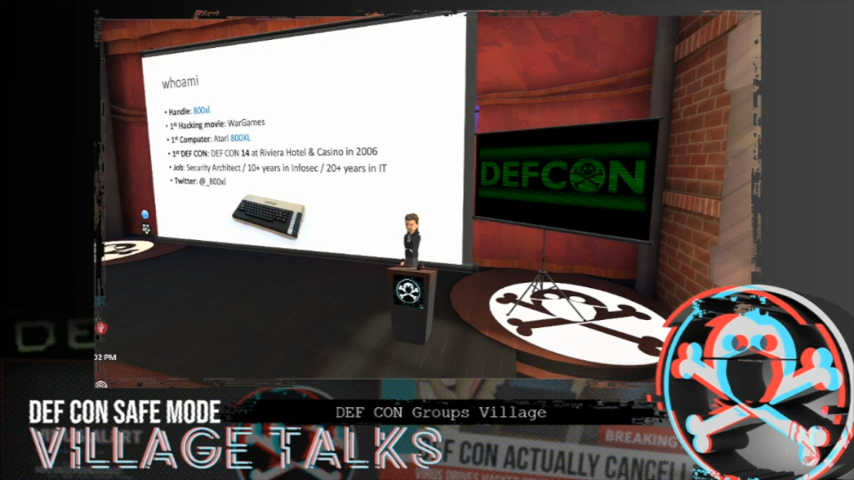 whoami
• Handle: 800xl
• 1st Hacking movie: WarGames
• 1st Computer: Atari 800XL
• 1st DEF CON: DEF CON 14 at Riviera Hotel & Casino in 2006
• Job: Security Architect / 10+ years in Infosec / 20+ years in IT
• Twitter: @_800xl
DEFCON
02 PM
DEF CON SAFE MODE
DEF CON Groups Village
VILLAGE TALKS
BREAKING
F CON ACTUALLY CANCELL